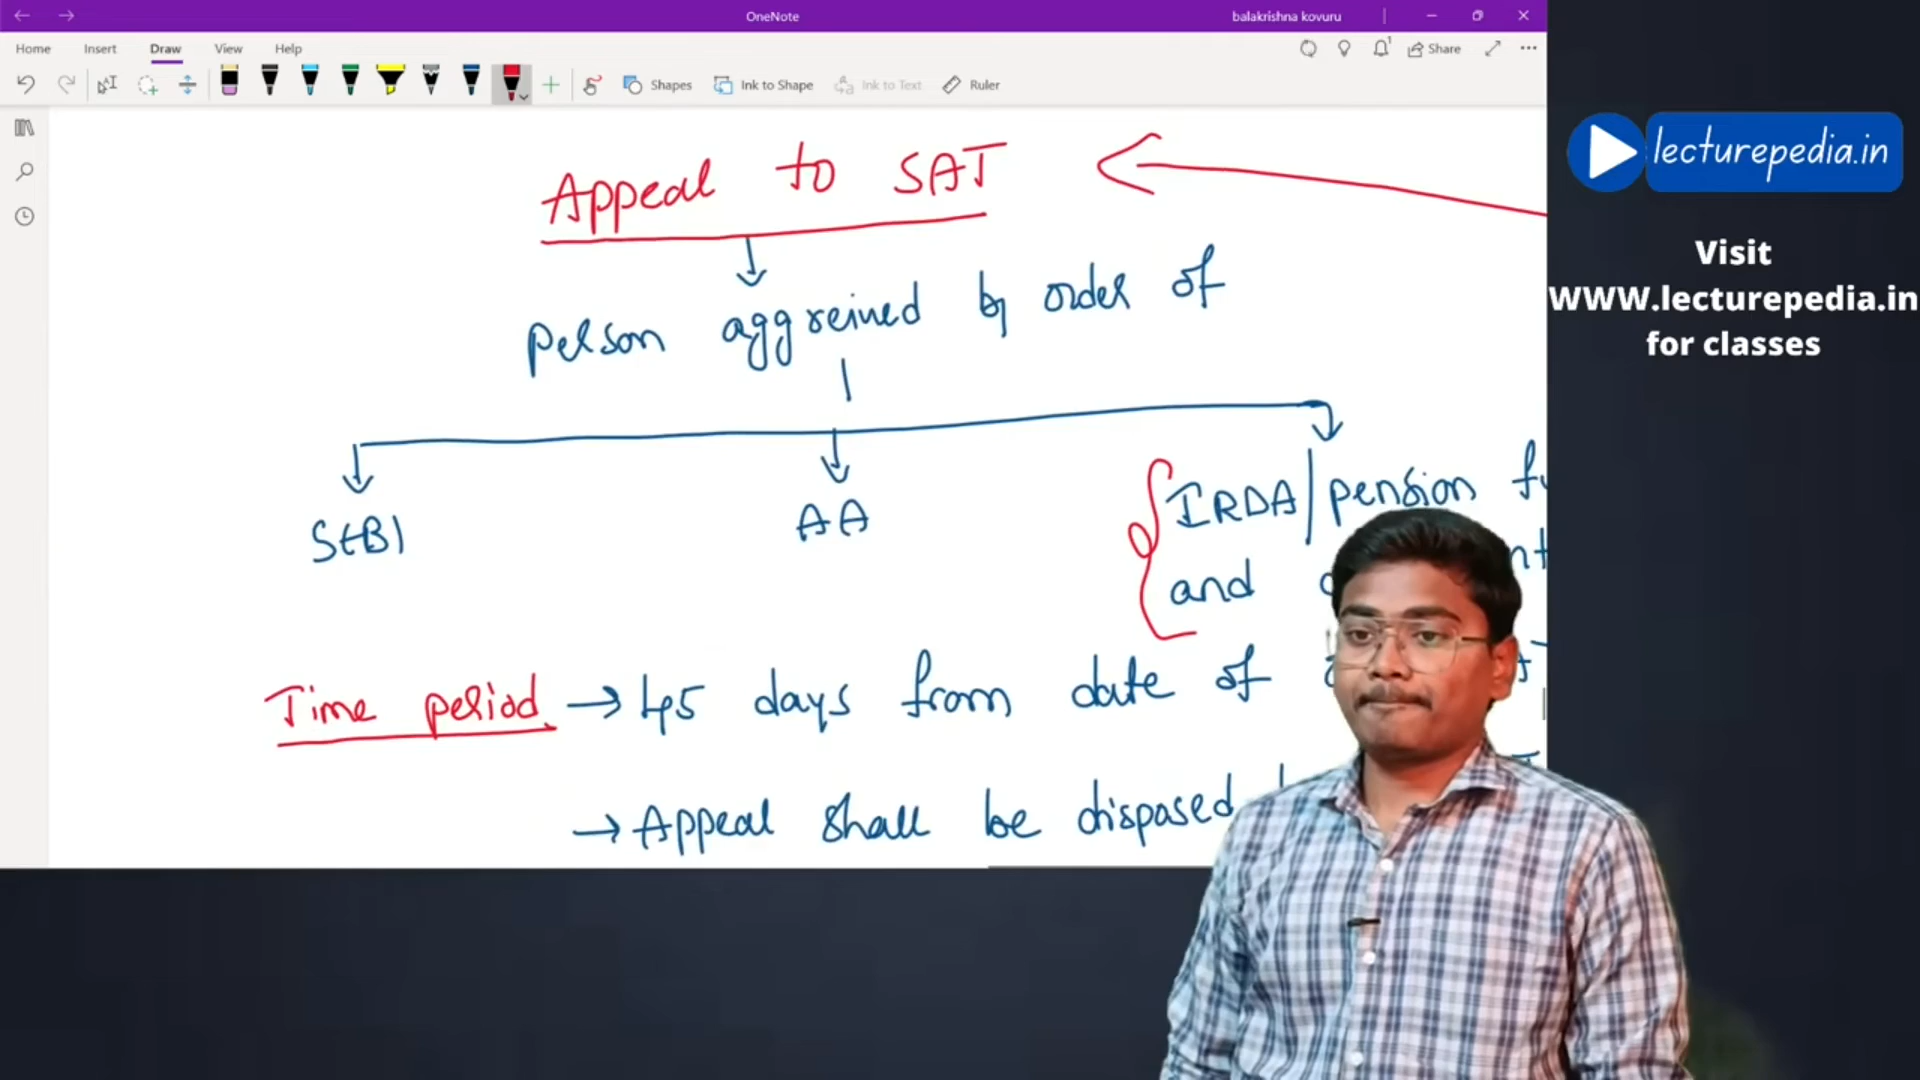 OneNote
balakrishna kovuru
Home Insert Draw View Help
1 Share
Shapes Ink to Shape Ink to Text Ruler
lecturepedia.in
Visit
WWW.lecturepedia.in
for classes
Appeal to SAT
Person aggreived by order of
SEBI AA IRDA | pension
and
Time period → 45 days from date of
→ Appeal shall be disposed